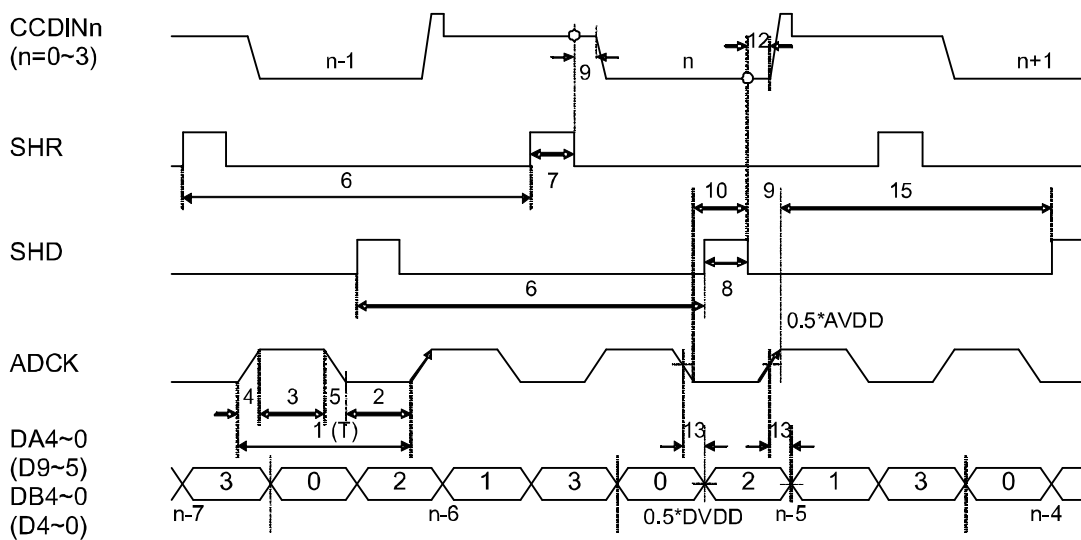 CCDINn
(n=0~3)
n-1
9
n
12
n+1
SHR
6
7
10
9
15
SHD
6
8
0.5*AVDD
ADCK
4
3
5
2
1 (T)
13
13
DA4~0
(D9~5)
DB4~0
(D4~0)
3
0
2
1
3
0
2
1
3
0
n-7
n-6
0.5*DVDD
n-5
n-4